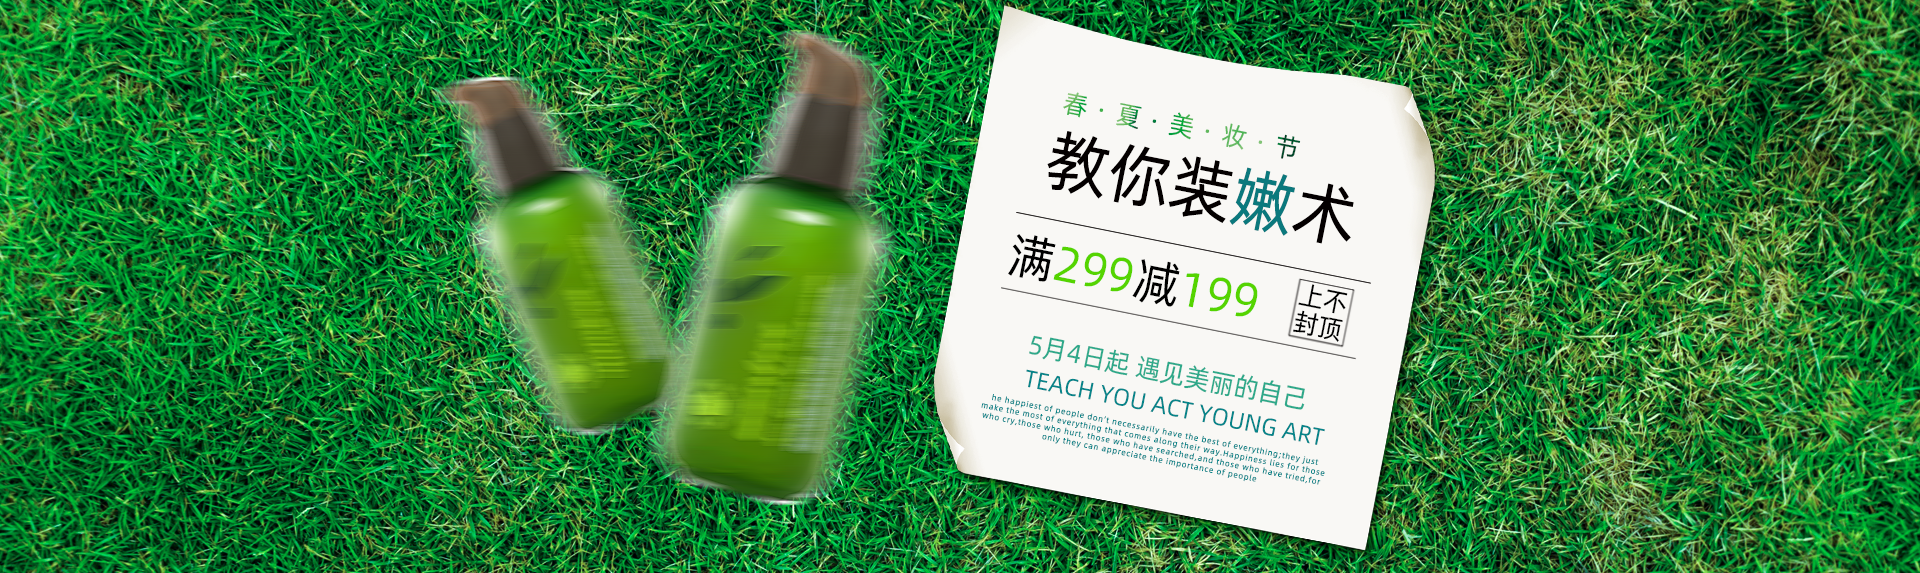 春·夏·美·妆·节
教你装嫩术
满299减199
上不
封顶
5月4日起 遇见美丽的自己
TEACH YOU ACT YOUNG ART
he happiest of people don't necessarily have the best of everything;they just
make the most of everything that comes along their way.Happiness lies for those
who cry,those who hurt, those who have searched,and those who have tried,for
only they can appreciate the importance of people